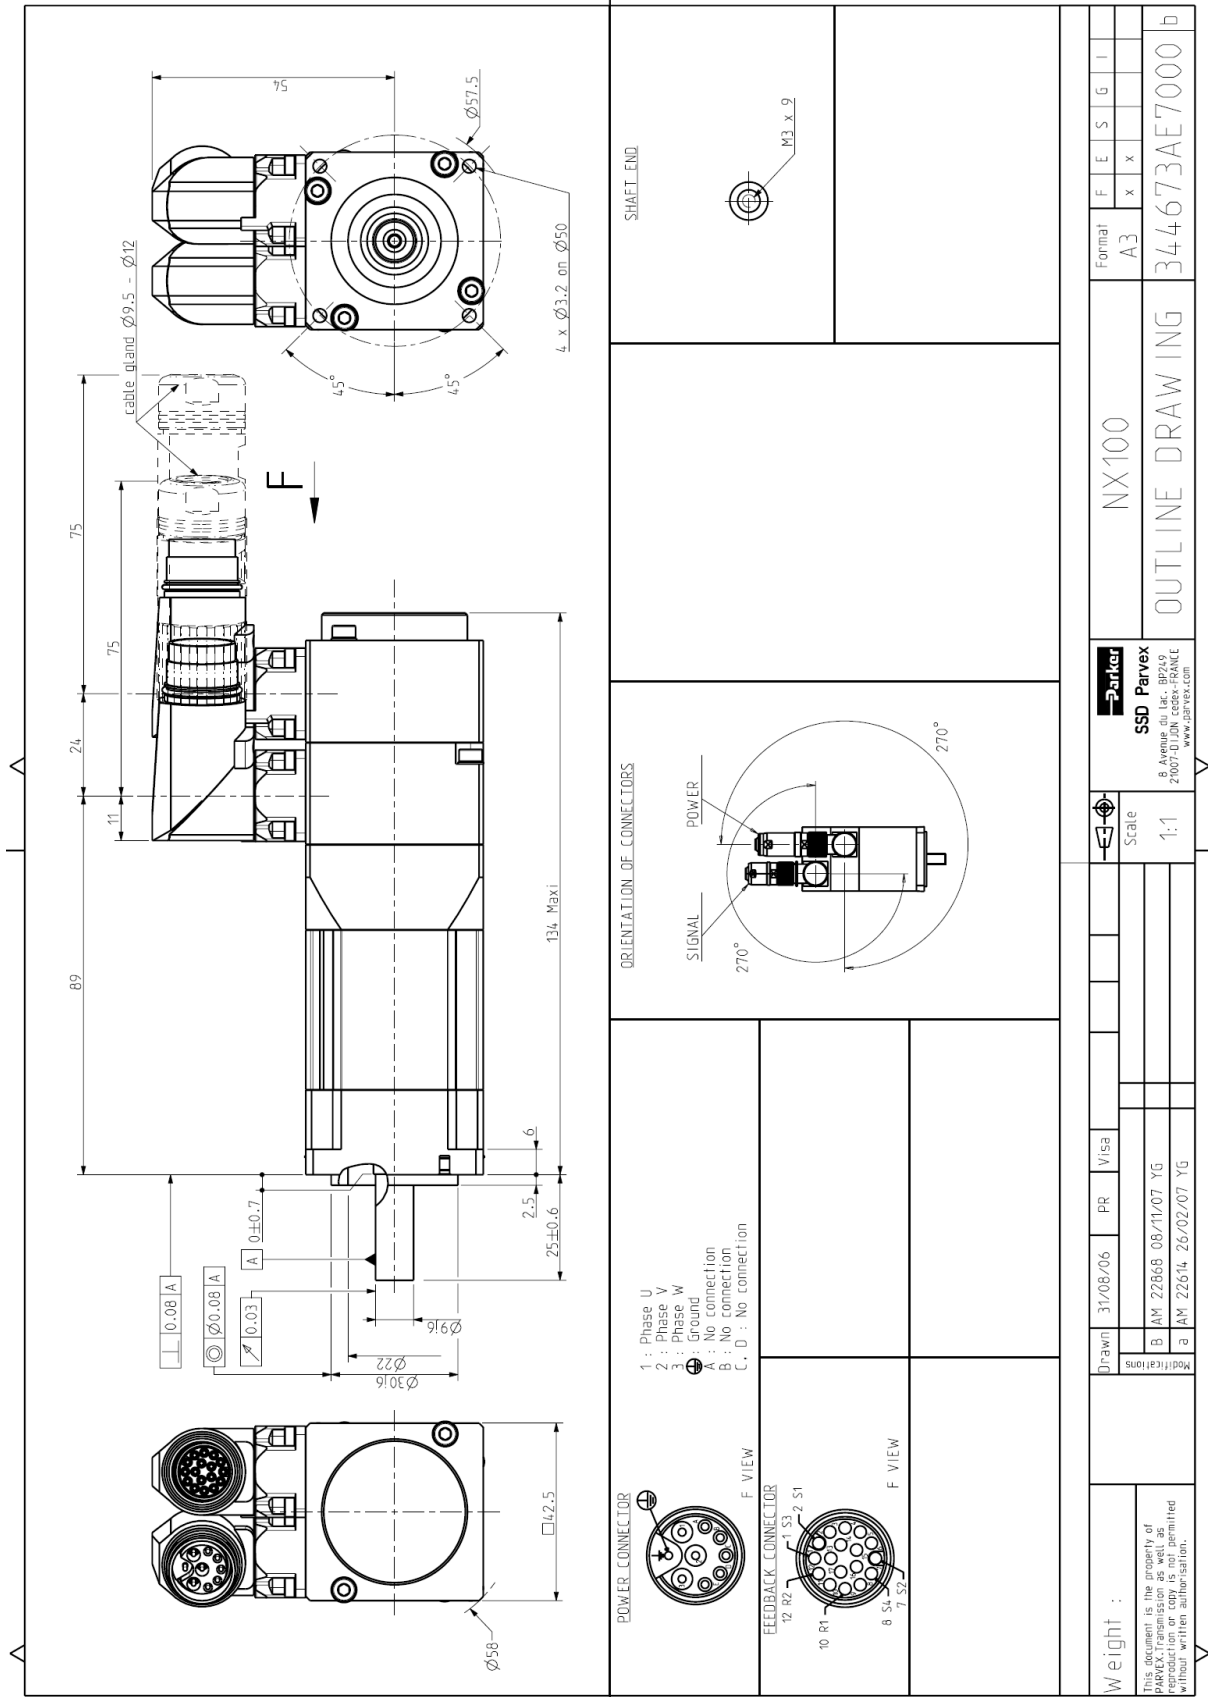 54
Ø57.5
4 x Ø3.2 on Ø50
45°
45°
cable gland Ø9.5 - Ø12
1
F
75
75
24
11
89
134 Maxi
6
2.5
25±0.6
0±0.7
A
⊥ 0.08 A
◎ Ø0.08 A
↗ 0.03
Ø9j6
Ø22
Ø30j6
□42.5
Ø58
SHAFT END
M3 x 9
ORIENTATION OF CONNECTORS
SIGNAL
POWER
270°
270°
POWER CONNECTOR
F VIEW
1 : Phase U
2 : Phase V
3 : Phase W
⏚ : Ground
A : No connection
B : No connection
C, D : No connection
FEEDBACK CONNECTOR
12 R2
1 S3
2 S1
10 R1
8 S4
7 S2
F VIEW
Weight :
This document is the property of
PARVEX.Transmission as well as
reproduction or copy is not permitted
without written authorisation.
Drawn
31/08/06
PR
Visa
Modifications
B AM 22868 08/11/07 YG
a AM 22614 26/02/07 YG
Scale
1:1
Parker
SSD Parvex
8 Avenue du lac. BP249
21007-DIJON cedex-FRANCE
www.parvex.com
NX100
OUTLINE DRAWING
Format
A3
F E S G I
x x
344673AE7000 b